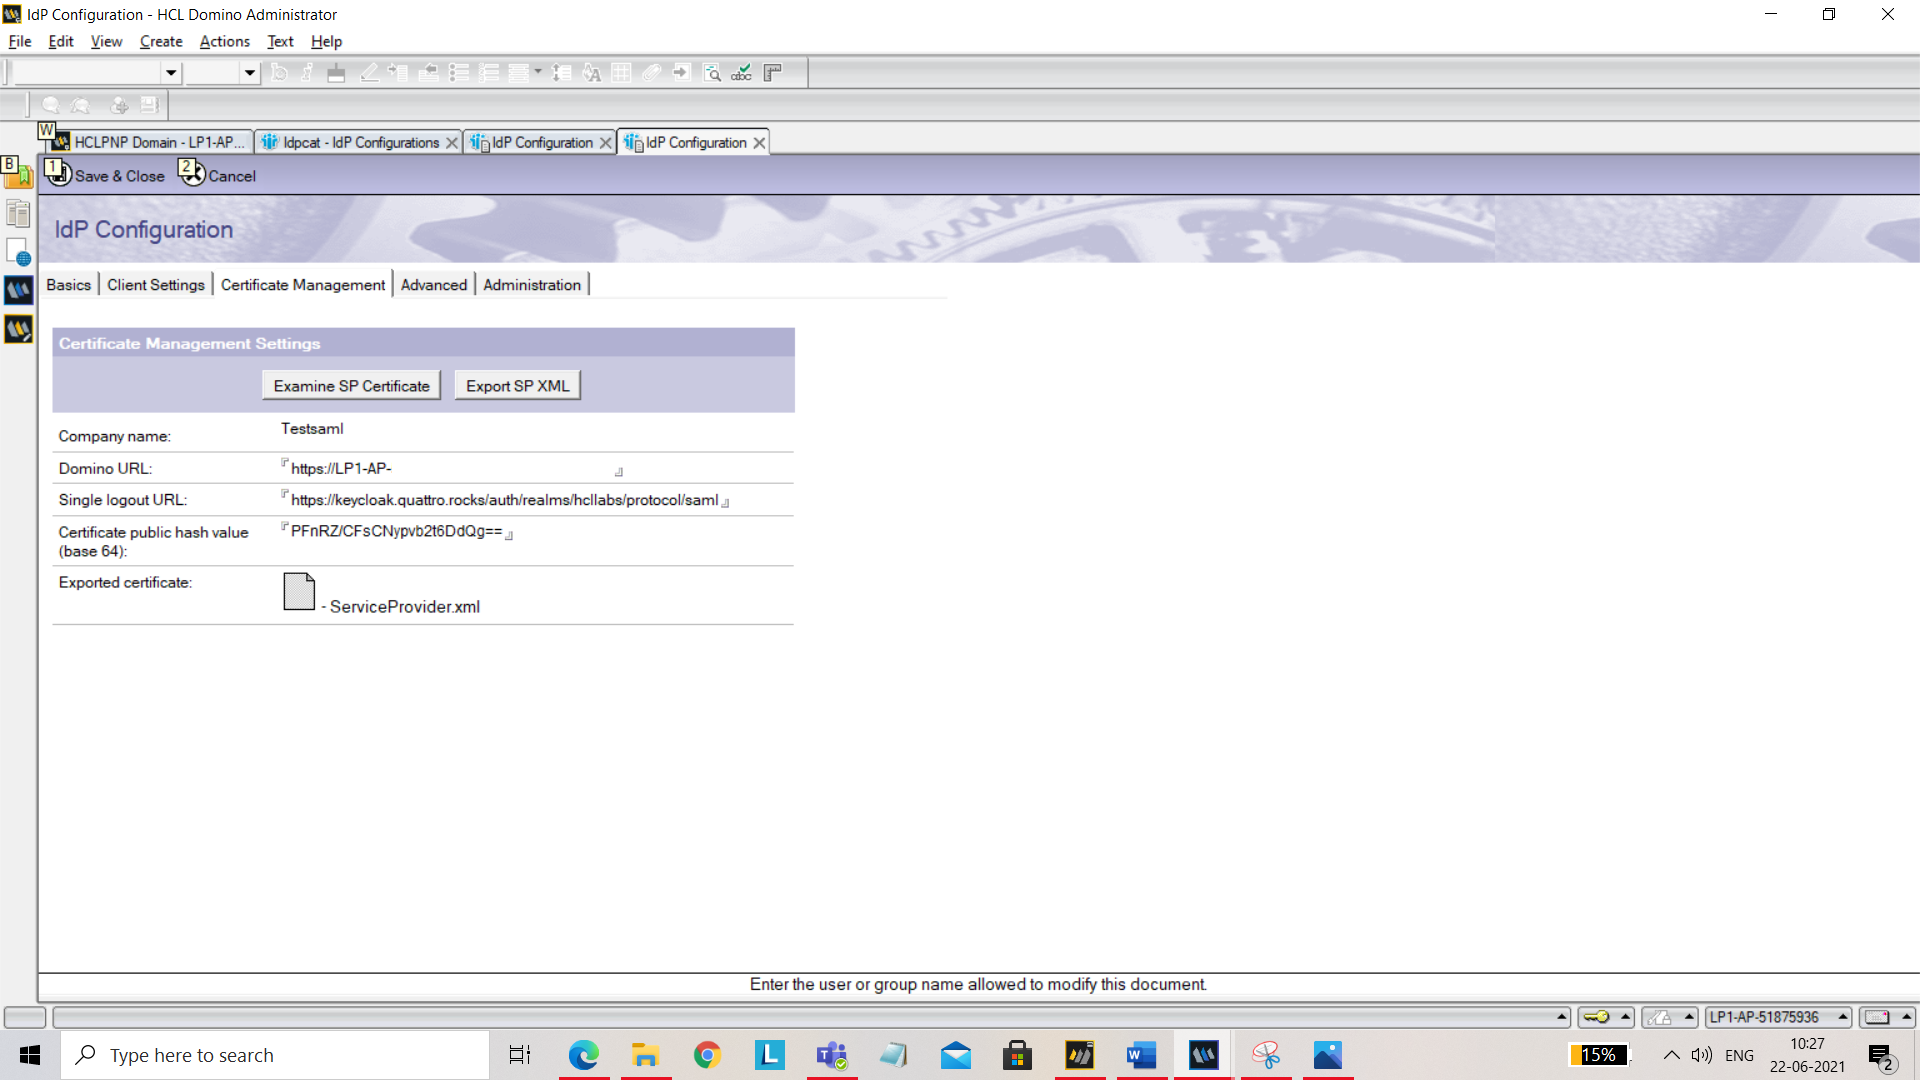 IdP Configuration - HCL Domino Administrator
File Edit View Create Actions Text Help
W
HCLPNP Domain - LP1-AP... Idpcat - IdP Configurations IdP Configuration IdP Configuration
B
1 Save & Close 2 Cancel
IdP Configuration
Basics Client Settings Certificate Management Advanced Administration
Certificate Management Settings
Examine SP Certificate Export SP XML
Company name: Testsaml
Domino URL: https://LP1-AP-
Single logout URL: https://keycloak.quattro.rocks/auth/realms/hcllabs/protocol/saml
Certificate public hash value PFnRZ/CFsCNypvb2t6DdQg==
(base 64):
Exported certificate: - ServiceProvider.xml
Enter the user or group name allowed to modify this document.
LP1-AP-51875936
Type here to search
15% ENG 10:27
22-06-2021
2